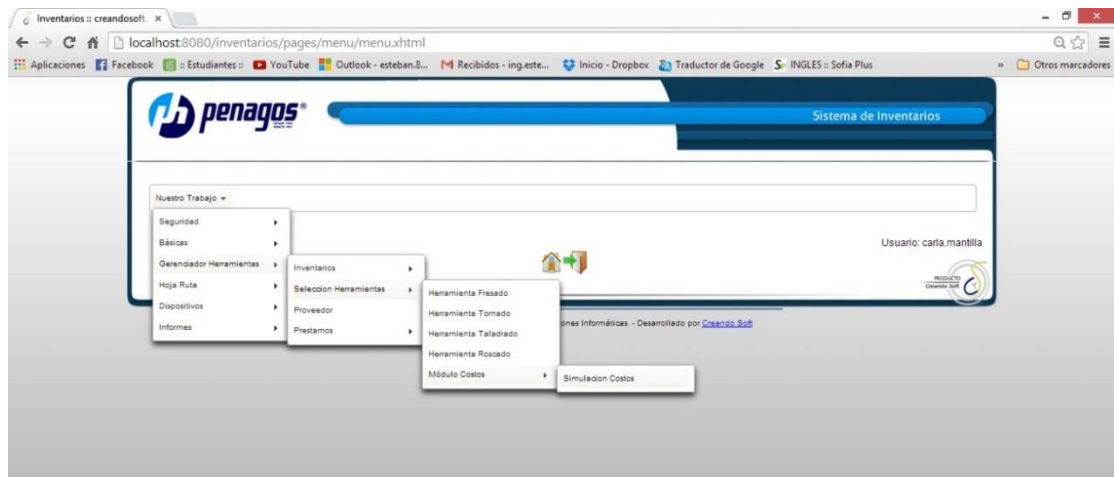 Inventarios :: creandosoft.
localhost:8080/inventarios/pages/menu/menu.xhtml
Aplicaciones Facebook :: Estudiantes :: YouTube Outlook - esteban.8... Recibidos - ing.este... Inicio - Dropbox Traductor de Google INGLES :: Sofia Plus » Otros marcadores
penagos®
Sistema de Inventarios
Nuestro Trabajo
Seguridad
Básicas
Usuario: carla.mantilla
Gerenciador Herramientas
Inventarios
Hoja Ruta
Seleccion Herramientas
Herramienta Fresado
PRODUCTO
Creando Soft
Dispositivos
Proveedor
Herramienta Tornado
Informes
Prestamos
Herramienta Taladrado
ones Informáticas. - Desarrollado por Creando Soft
Herramienta Roscado
Módulo Costos
Simulacion Costos